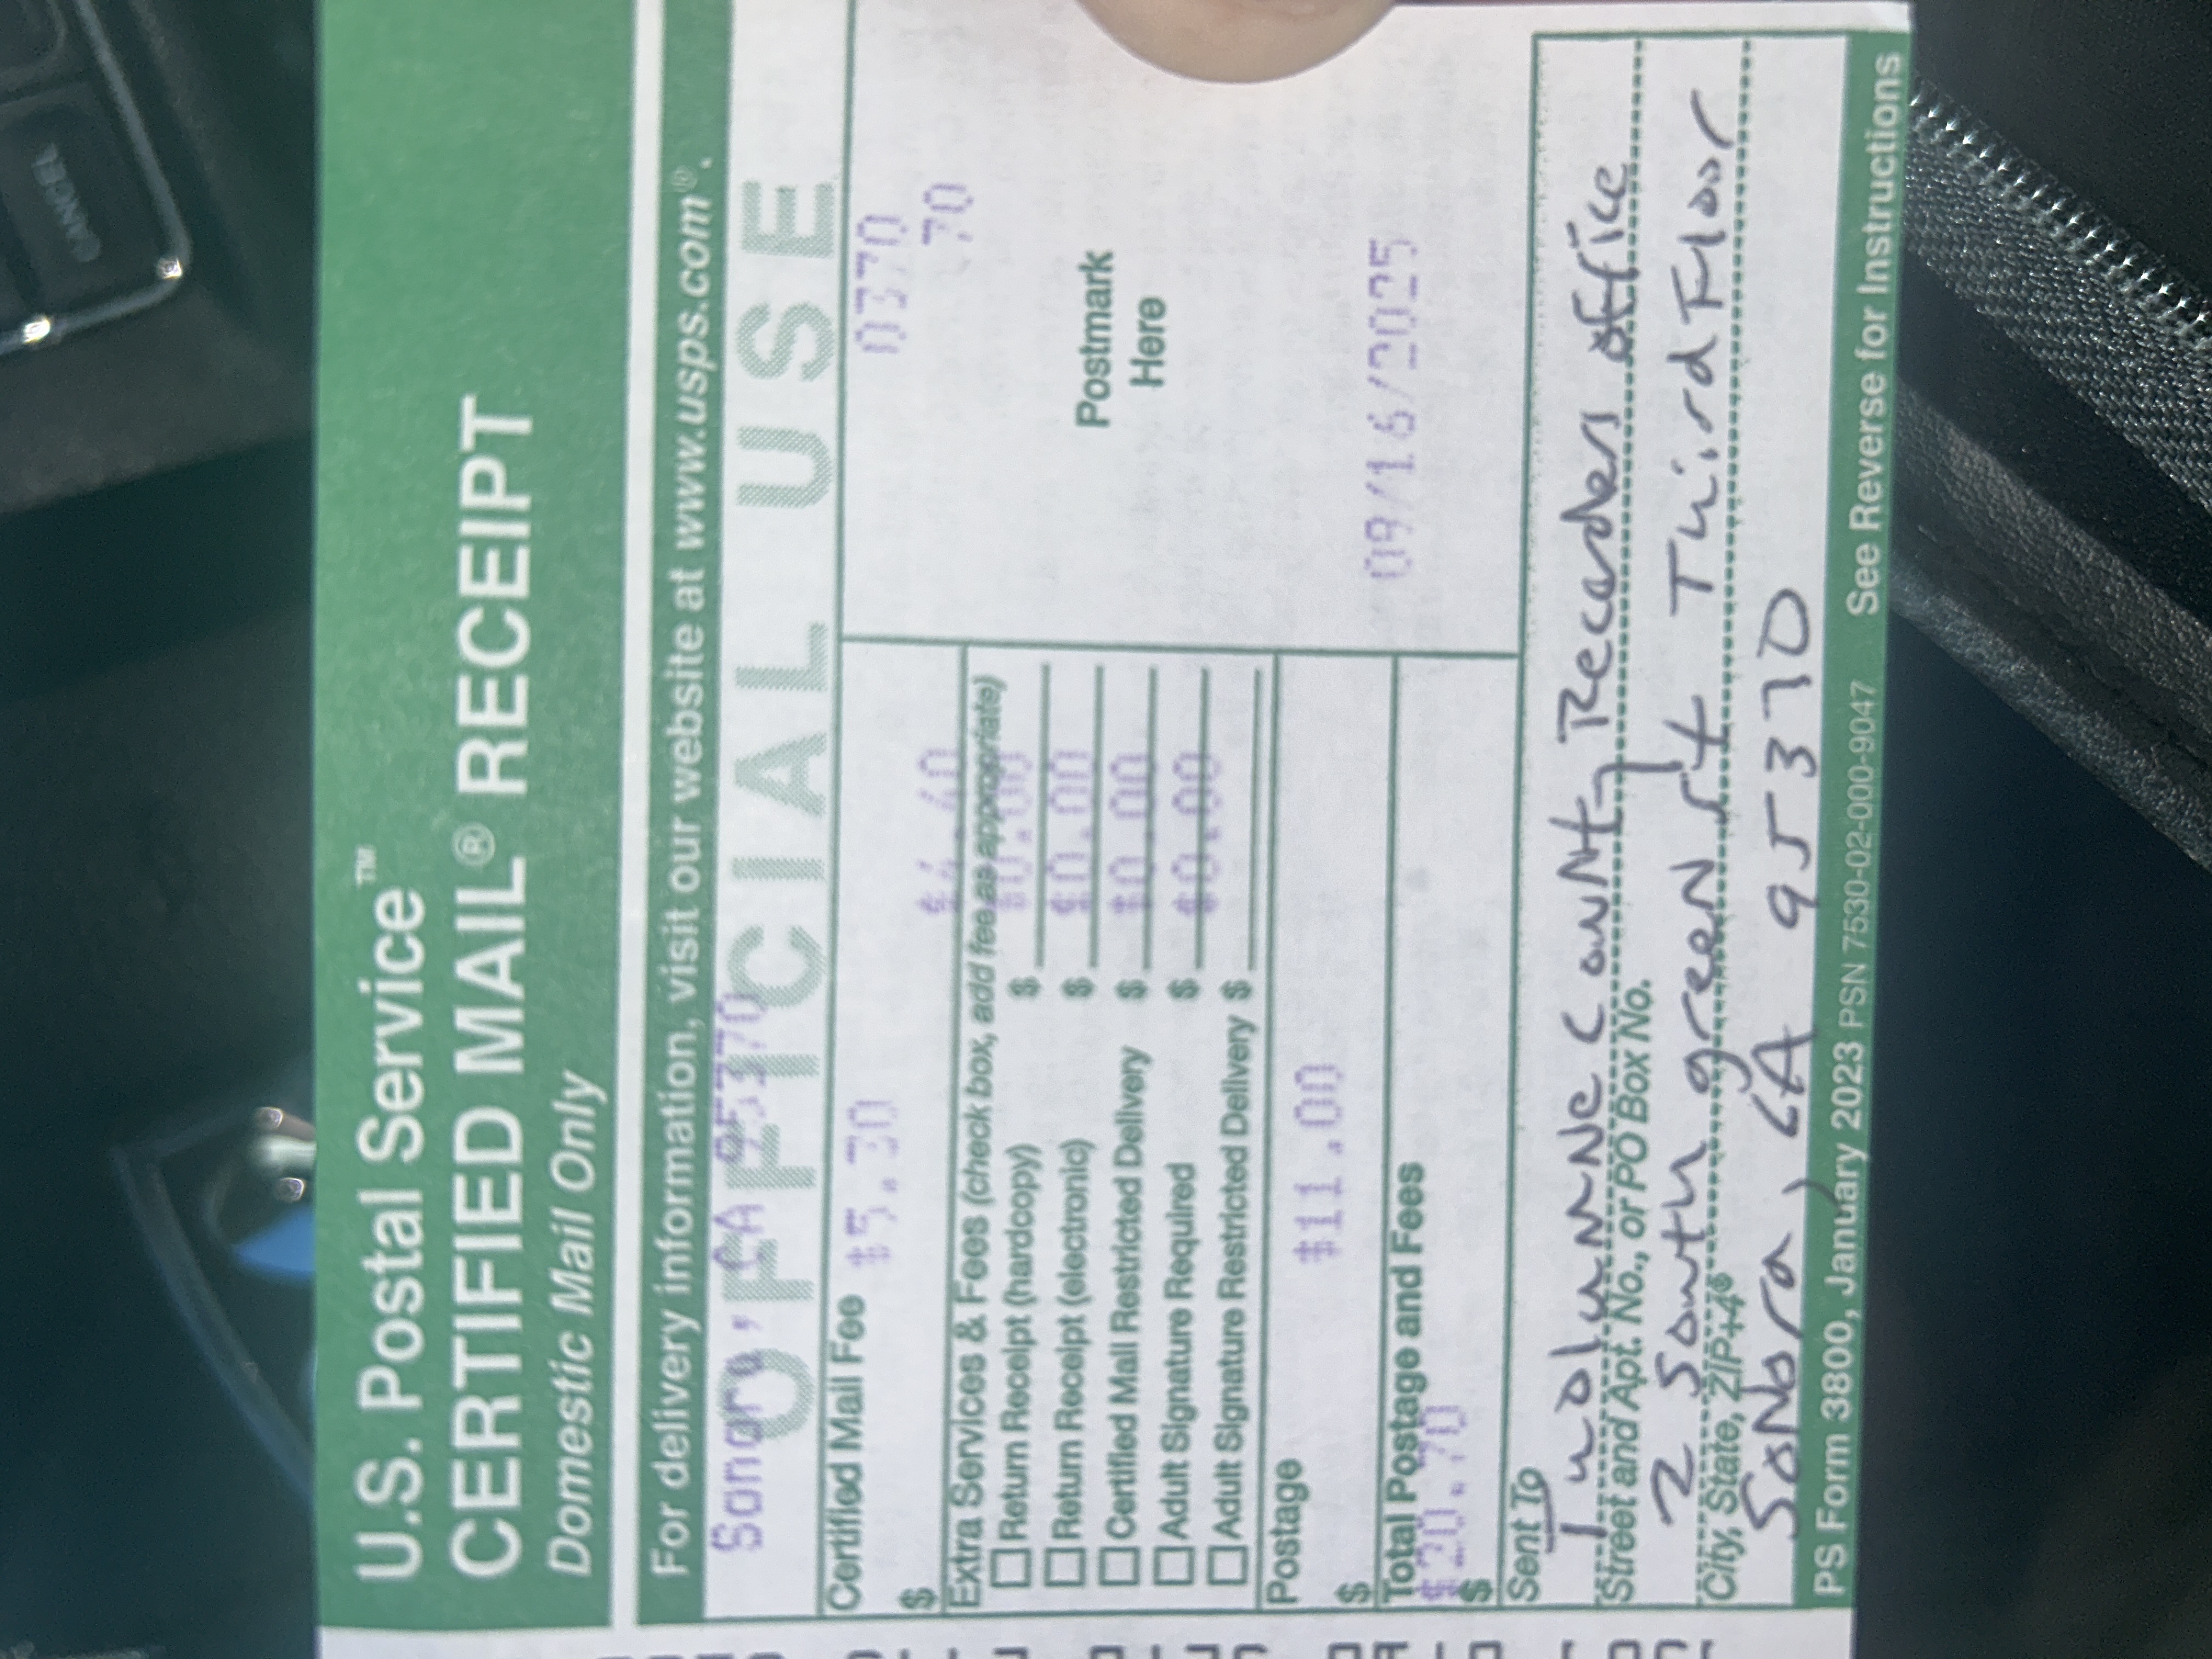 CANCEL
U.S. Postal Service™
CERTIFIED MAIL® RECEIPT
Domestic Mail Only
For delivery information, visit our website at www.usps.com®.
Sonora, CA 95370
OFFICIAL USE
Certified Mail Fee $5.30
$
$4.40
Extra Services & Fees (check box, add fee as appropriate)
$0.00
Return Receipt (hardcopy) $
Return Receipt (electronic) $ $0.00
Certified Mail Restricted Delivery $ $0.00
Adult Signature Required $ $0.00
Adult Signature Restricted Delivery $
Postage
$11.00
$
Total Postage and Fees
$20.70
$
0370
70
Postmark
Here
09/16/2025
Sent To
Tuolumne County Recorders office
Street and Apt. No., or PO Box No.
2 South green st Third Floor
City, State, ZIP+4®
Sonora, CA 95370
PS Form 3800, January 2023 PSN 7530-02-000-9047 See Reverse for Instructions